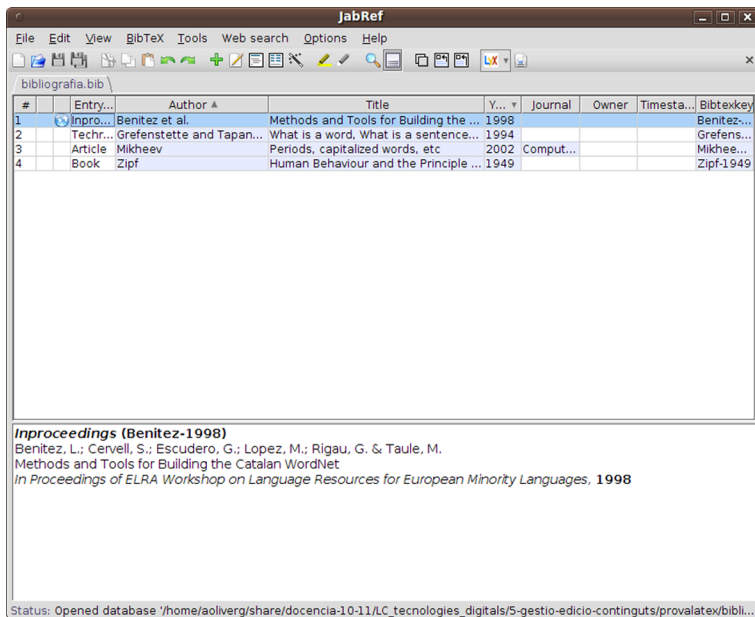 JabRef
File Edit View BibTeX Tools Web search Options Help
LyX
bibliografia.bib
# Entry... Author Title Y... Journal Owner Timesta... Bibtexkey
1 Inpro... Benitez et al. Methods and Tools for Building the ... 1998 Benitez-...
2 Techr... Grefenstette and Tapan... What is a word, What is a sentence... 1994 Grefens...
3 Article Mikheev Periods, capitalized words, etc 2002 Comput... Mikhee...
4 Book Zipf Human Behaviour and the Principle ... 1949 Zipf-1949
Inproceedings (Benitez-1998)
Benitez, L.; Cervell, S.; Escudero, G.; Lopez, M.; Rigau, G. & Taule, M.
Methods and Tools for Building the Catalan WordNet
In Proceedings of ELRA Workshop on Language Resources for European Minority Languages, 1998
Status: Opened database '/home/aoliverg/share/docencia-10-11/LC_tecnologies_digitals/5-gestio-edicio-continguts/provalatex/bibli...